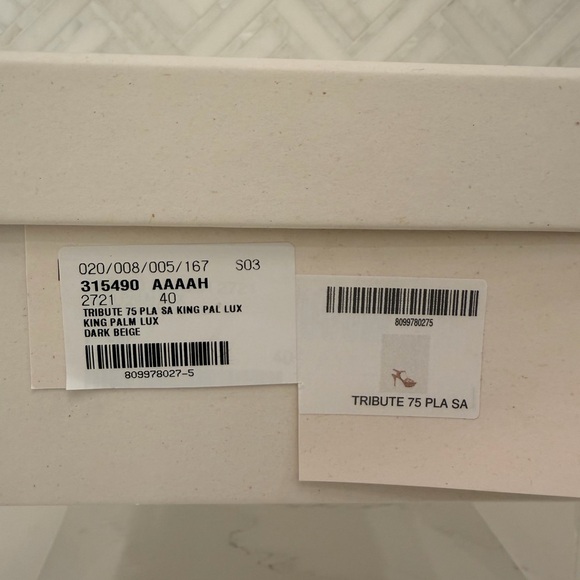 020/008/005/167 S03
315490 AAAAH
2721 40
TRIBUTE 75 PLA SA KING PAL LUX
KING PALM LUX
DARK BEIGE
809978027-5
8099780275
TRIBUTE 75 PLA SA